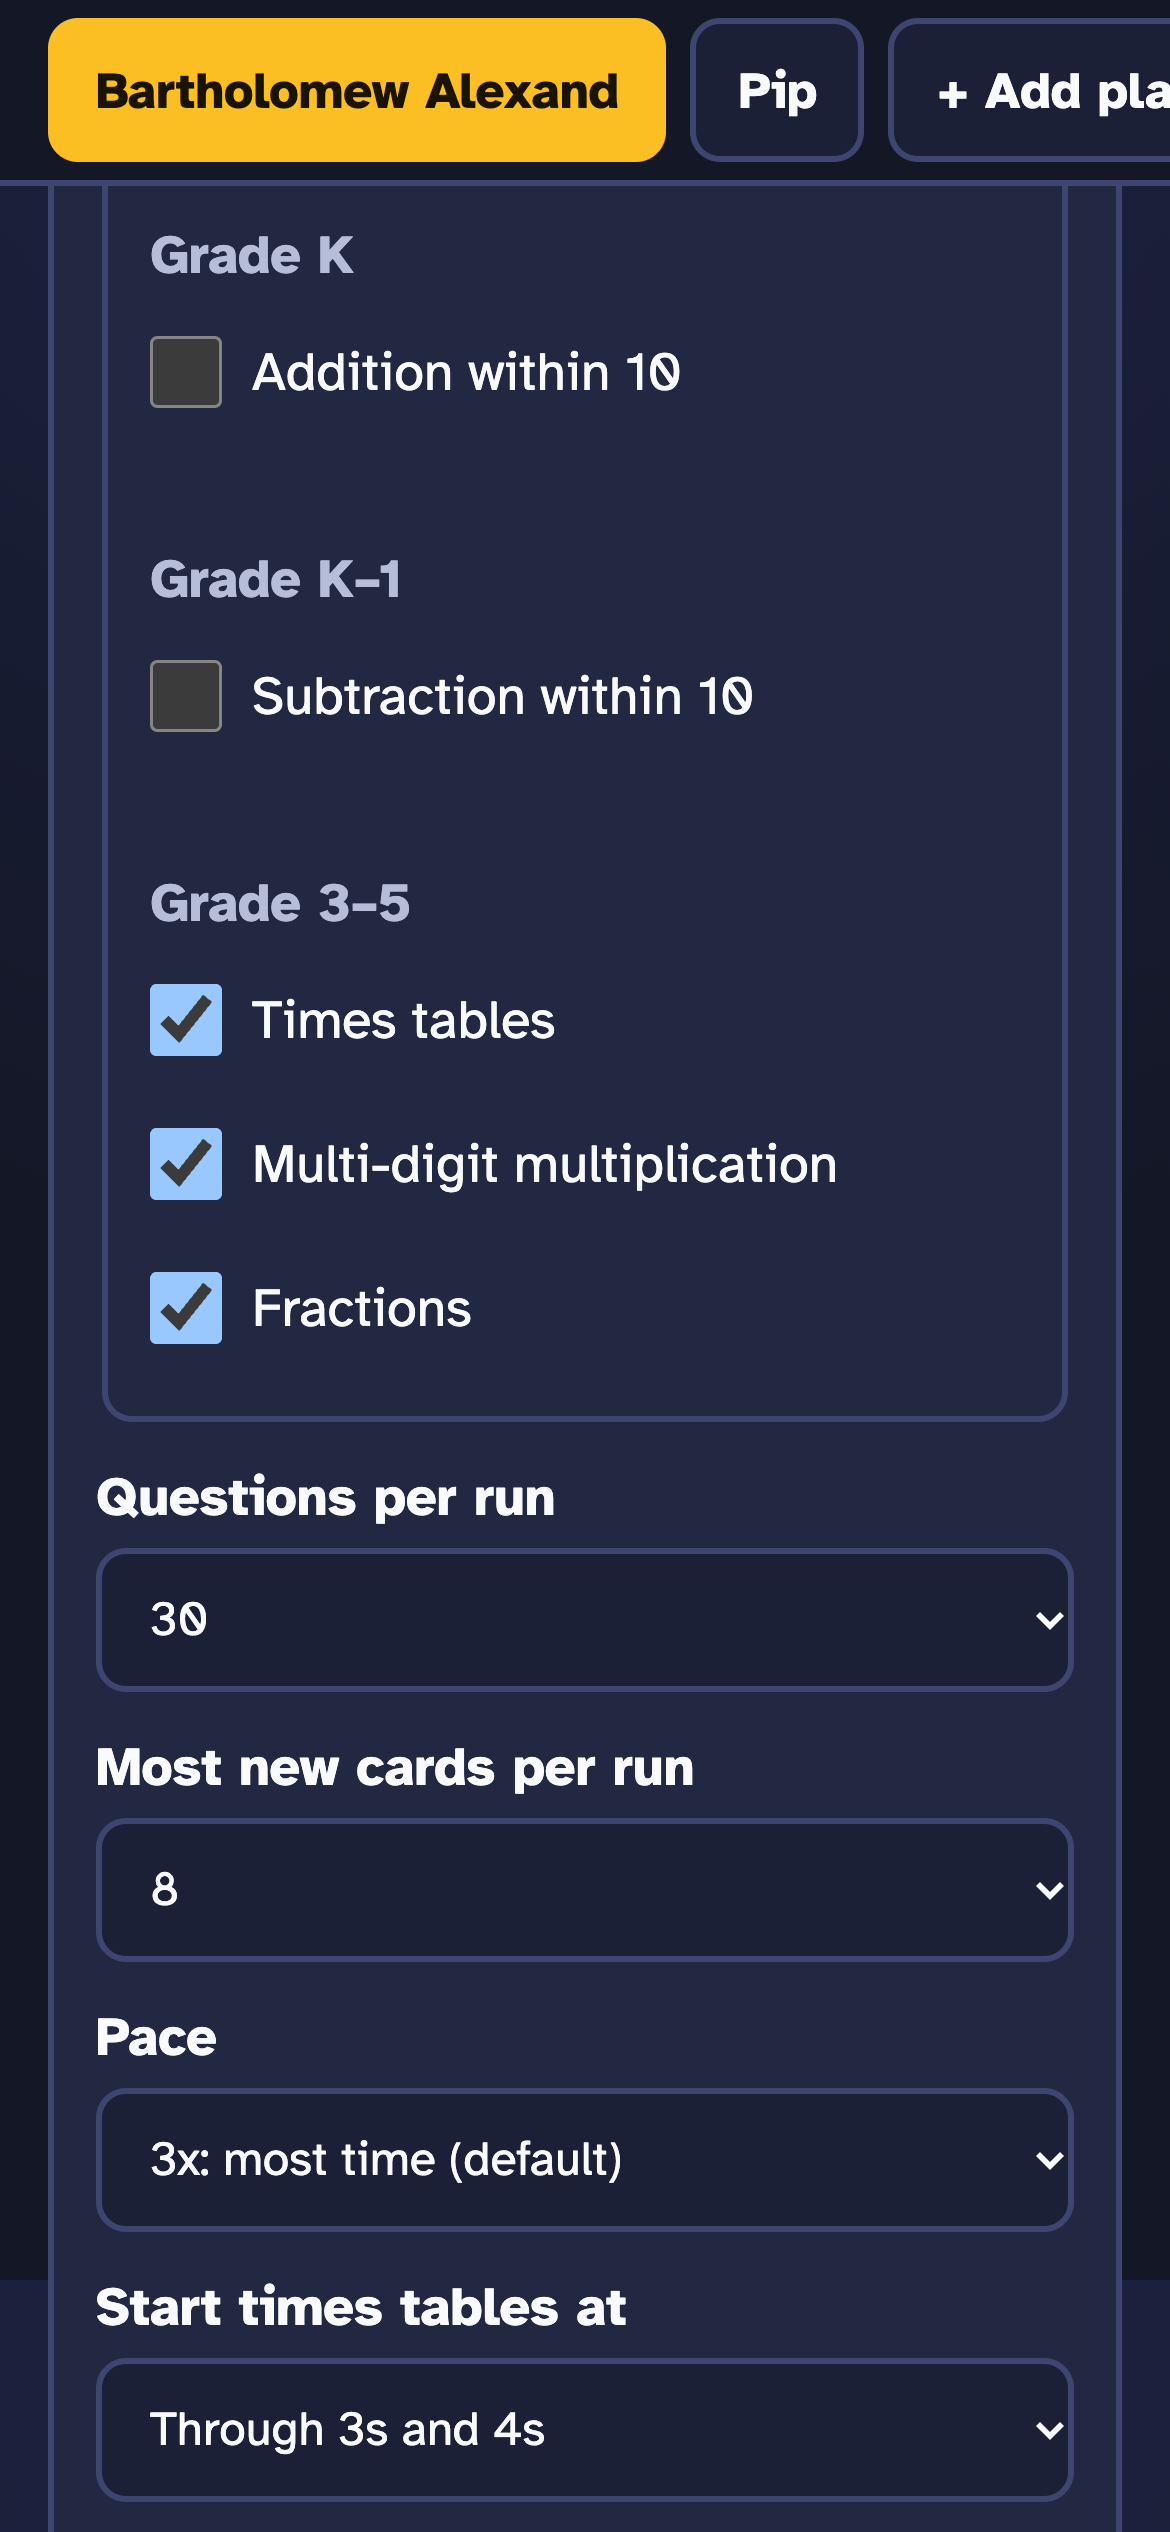 Bartholomew Alexand
Pip
+ Add pla
Grade K
Addition within 10
Grade K–1
Subtraction within 10
Grade 3–5
Times tables
Multi-digit multiplication
Fractions
Questions per run
30
Most new cards per run
8
Pace
3x: most time (default)
Start times tables at
Through 3s and 4s